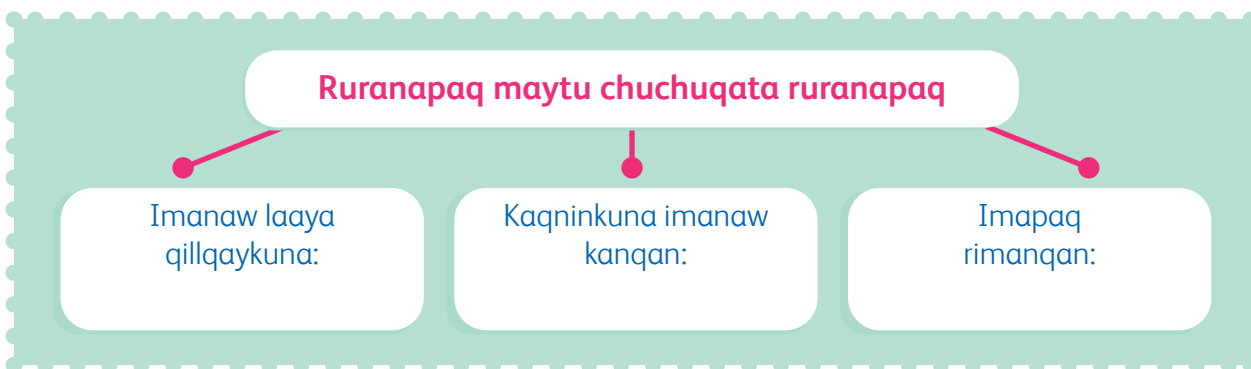 Ruranapaq maytu chuchuqata ruranapaq
Imanaw laaya
qillqaykuna:
Kaqninkuna imanaw
kanqan:
Imapaq
rimanqan: